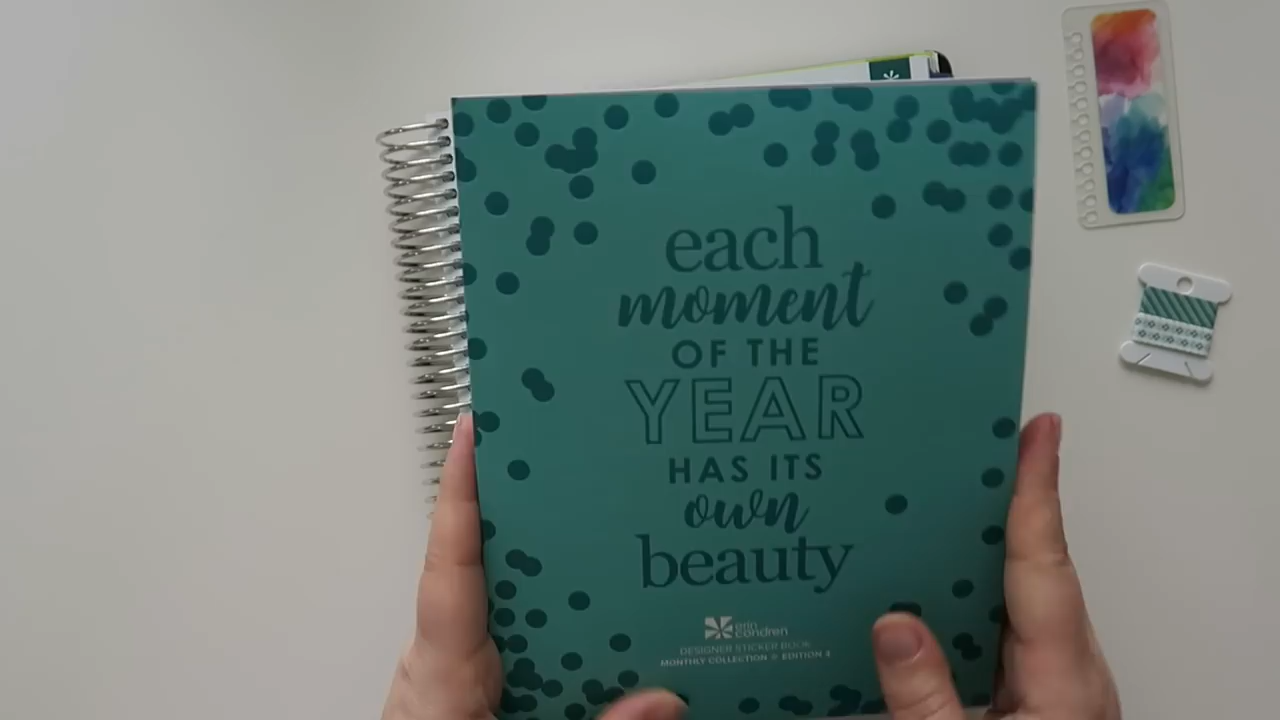 each
moment
OF THE
YEAR
HAS ITS
own
beauty
erin
condren
DESIGNER STICKER BOOK
MONTHLY COLLECTION